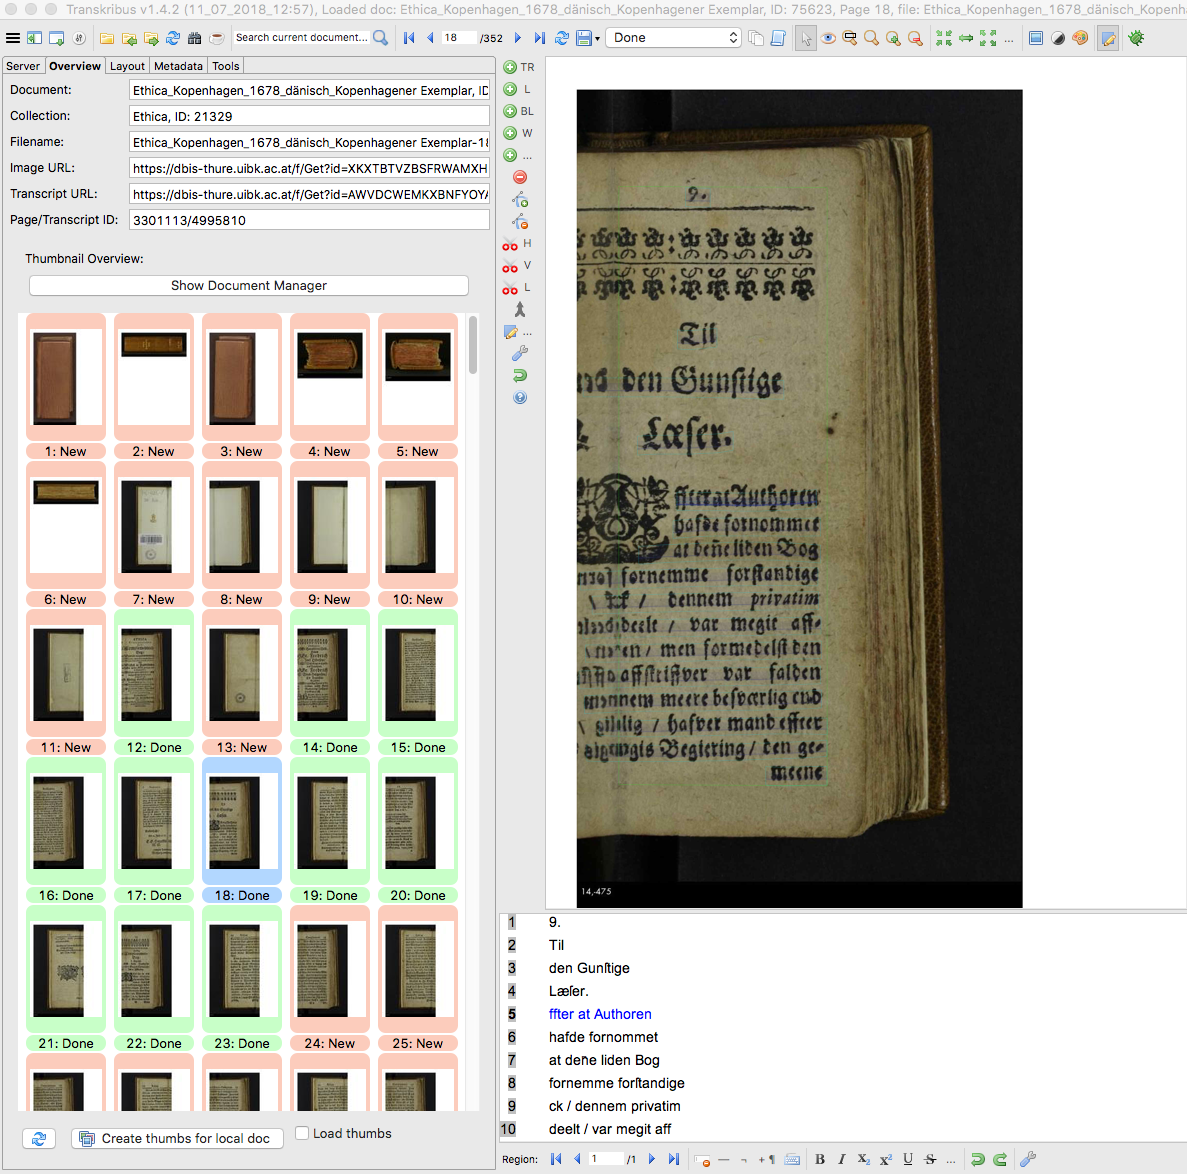 Transkribus v1.4.2 (11_07_2018_12:57), Loaded doc: Ethica_Kopenhagen_1678_dänisch_Kopenhagener Exemplar, ID: 75623, Page 18, file: Ethica_Kopenhagen_1678_dänisch_Kopenha
Search current document...
18 /352
Done
...
Server Overview Layout Metadata Tools
Document: Ethica_Kopenhagen_1678_dänisch_Kopenhagener Exemplar, ID
Collection: Ethica, ID: 21329
Filename: Ethica_Kopenhagen_1678_dänisch_Kopenhagener Exemplar-18
Image URL: https://dbis-thure.uibk.ac.at/f/Get?id=XKXTBTVZBSFRWAMXH
Transcript URL: https://dbis-thure.uibk.ac.at/f/Get?id=AWVDCWEMKXBNFYOYA
Page/Transcript ID: 3301113/4995810
Thumbnail Overview:
Show Document Manager
1: New 2: New 3: New 4: New 5: New
6: New 7: New 8: New 9: New 10: New
11: New 12: Done 13: New 14: Done 15: Done
16: Done 17: Done 18: Done 19: Done 20: Done
21: Done 22: Done 23: Done 24: New 25: New
Create thumbs for local doc
Load thumbs
TR
L
BL
W
...
H
V
L
...
9.
Til
den Gunſtige
Læſer.
ffter at Authoren
hafde fornommet
at deñe liden Bog
fornemme forſtandige
/ dennem privatim
deelt / var megit aff-
men formedelſt den
affſkriffver var falden
meere beſværlig end
/ hafver mand effter
Begiering / den ge-
meene
14,-475
1 9.
2 Til
3 den Gunſtige
4 Læſer.
5 ffter at Authoren
6 hafde fornommet
7 at deñe liden Bog
8 fornemme forſtandige
9 ck / dennem privatim
10 deelt / var megit aff
Region: 1 /1
B I X₂ X² U S ...